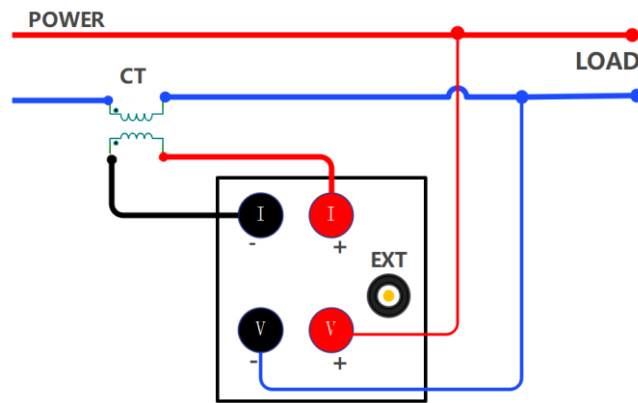 POWER
CT
LOAD
I I
- +
EXT
V V
- +